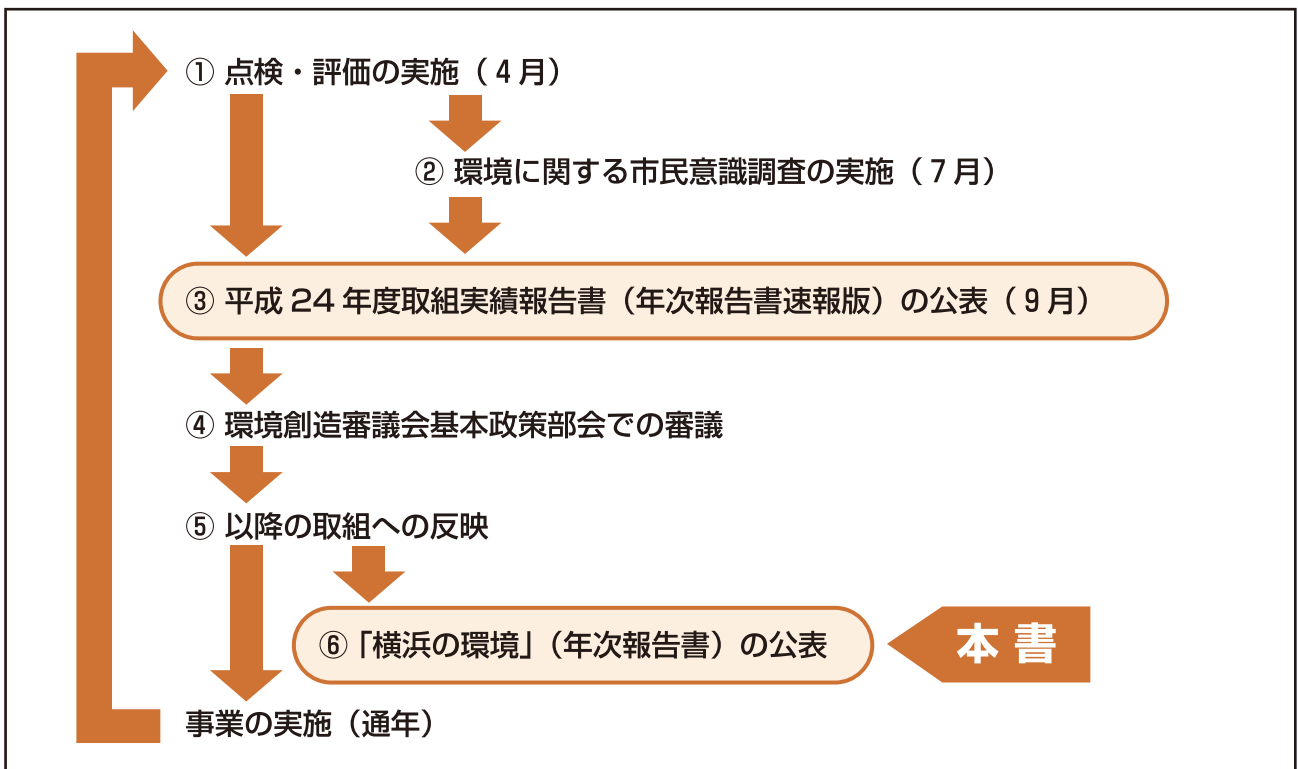 ① 点検・評価の実施（4月）
② 環境に関する市民意識調査の実施（7月）
③ 平成24年度取組実績報告書（年次報告書速報版）の公表（9月）
④ 環境創造審議会基本政策部会での審議
⑤ 以降の取組への反映
⑥「横浜の環境」（年次報告書）の公表
本書
事業の実施（通年）